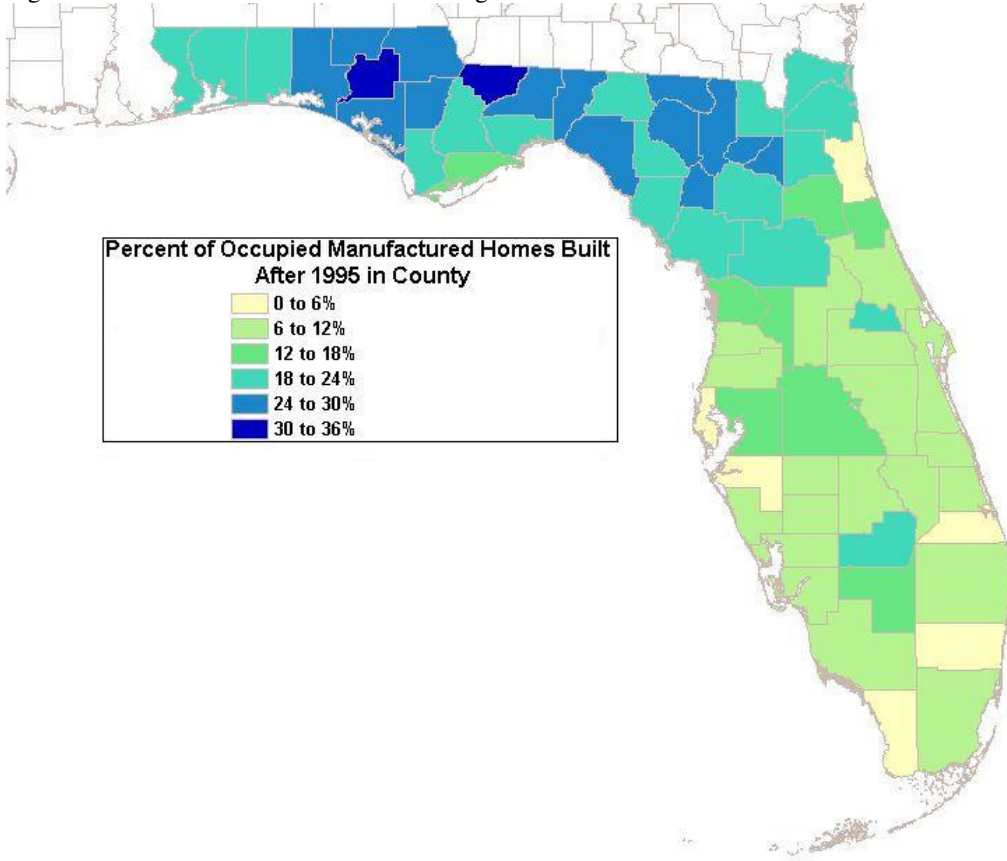 Percent of Occupied Manufactured Homes Built
After 1995 in County
0 to 6%
6 to 12%
12 to 18%
18 to 24%
24 to 30%
30 to 36%